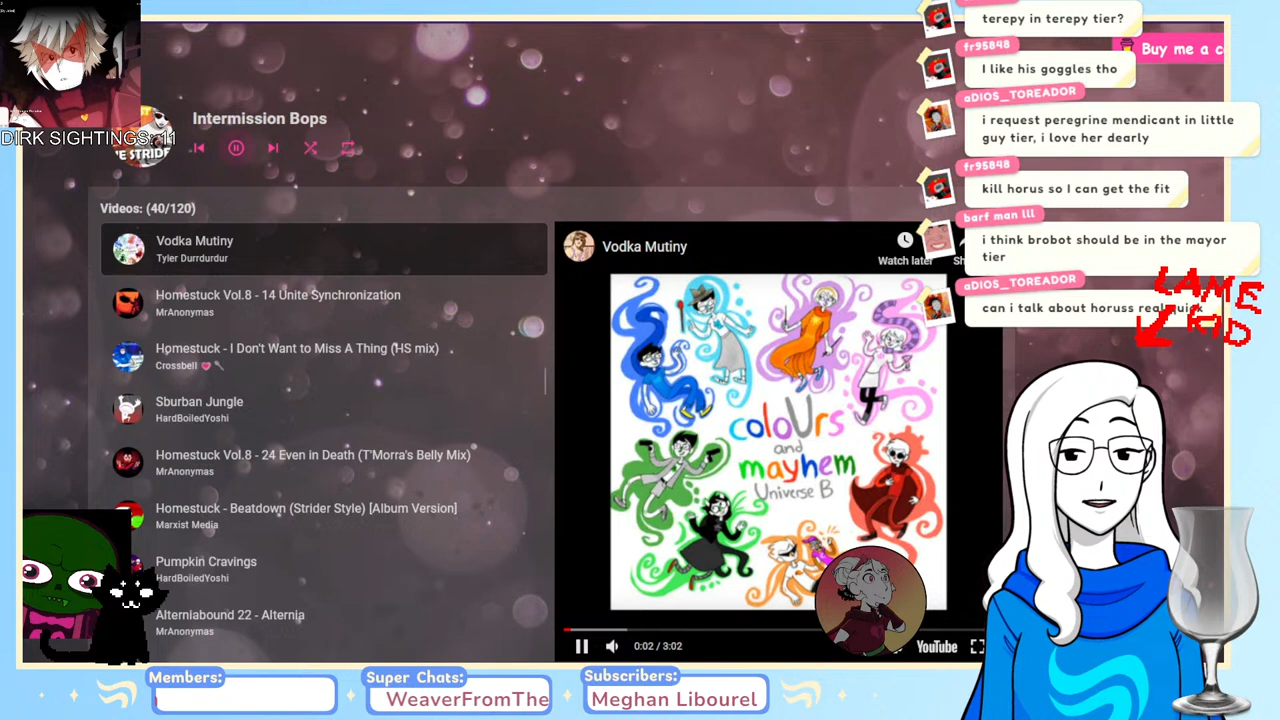 DIRK SIGHTINGS: 11
THE STRIDE
Intermission Bops
Videos: (40/120)
Vodka Mutiny
Tyler Durrdurdur
Homestuck Vol.8 - 14 Unite Synchronization
MrAnonymas
Homestuck - I Don't Want to Miss A Thing (HS mix)
Crossbell
Sburban Jungle
HardBoiledYoshi
Homestuck Vol.8 - 24 Even in Death (T'Morra's Belly Mix)
MrAnonymas
Homestuck - Beatdown (Strider Style) [Album Version]
Marxist Media
Pumpkin Cravings
HardBoiledYoshi
Alterniabound 22 - Alternia
MrAnonymas
Vodka Mutiny
Watch later
Sh
coloUrs
and
mayhem
Universe B
0:02 / 3:02
YouTube
terepy in terepy tier?
Buy me a c
fr95848
I like his goggles tho
aDIOS_TOREADOR
i request peregrine mendicant in little
guy tier, i love her dearly
fr95848
kill horus so I can get the fit
barf man lll
i think brobot should be in the mayor
tier
aDIOS_TOREADOR
can i talk about horuss real quick
LAME
KID
Members:
Super Chats:
WeaverFromThe
Subscribers:
Meghan Libourel